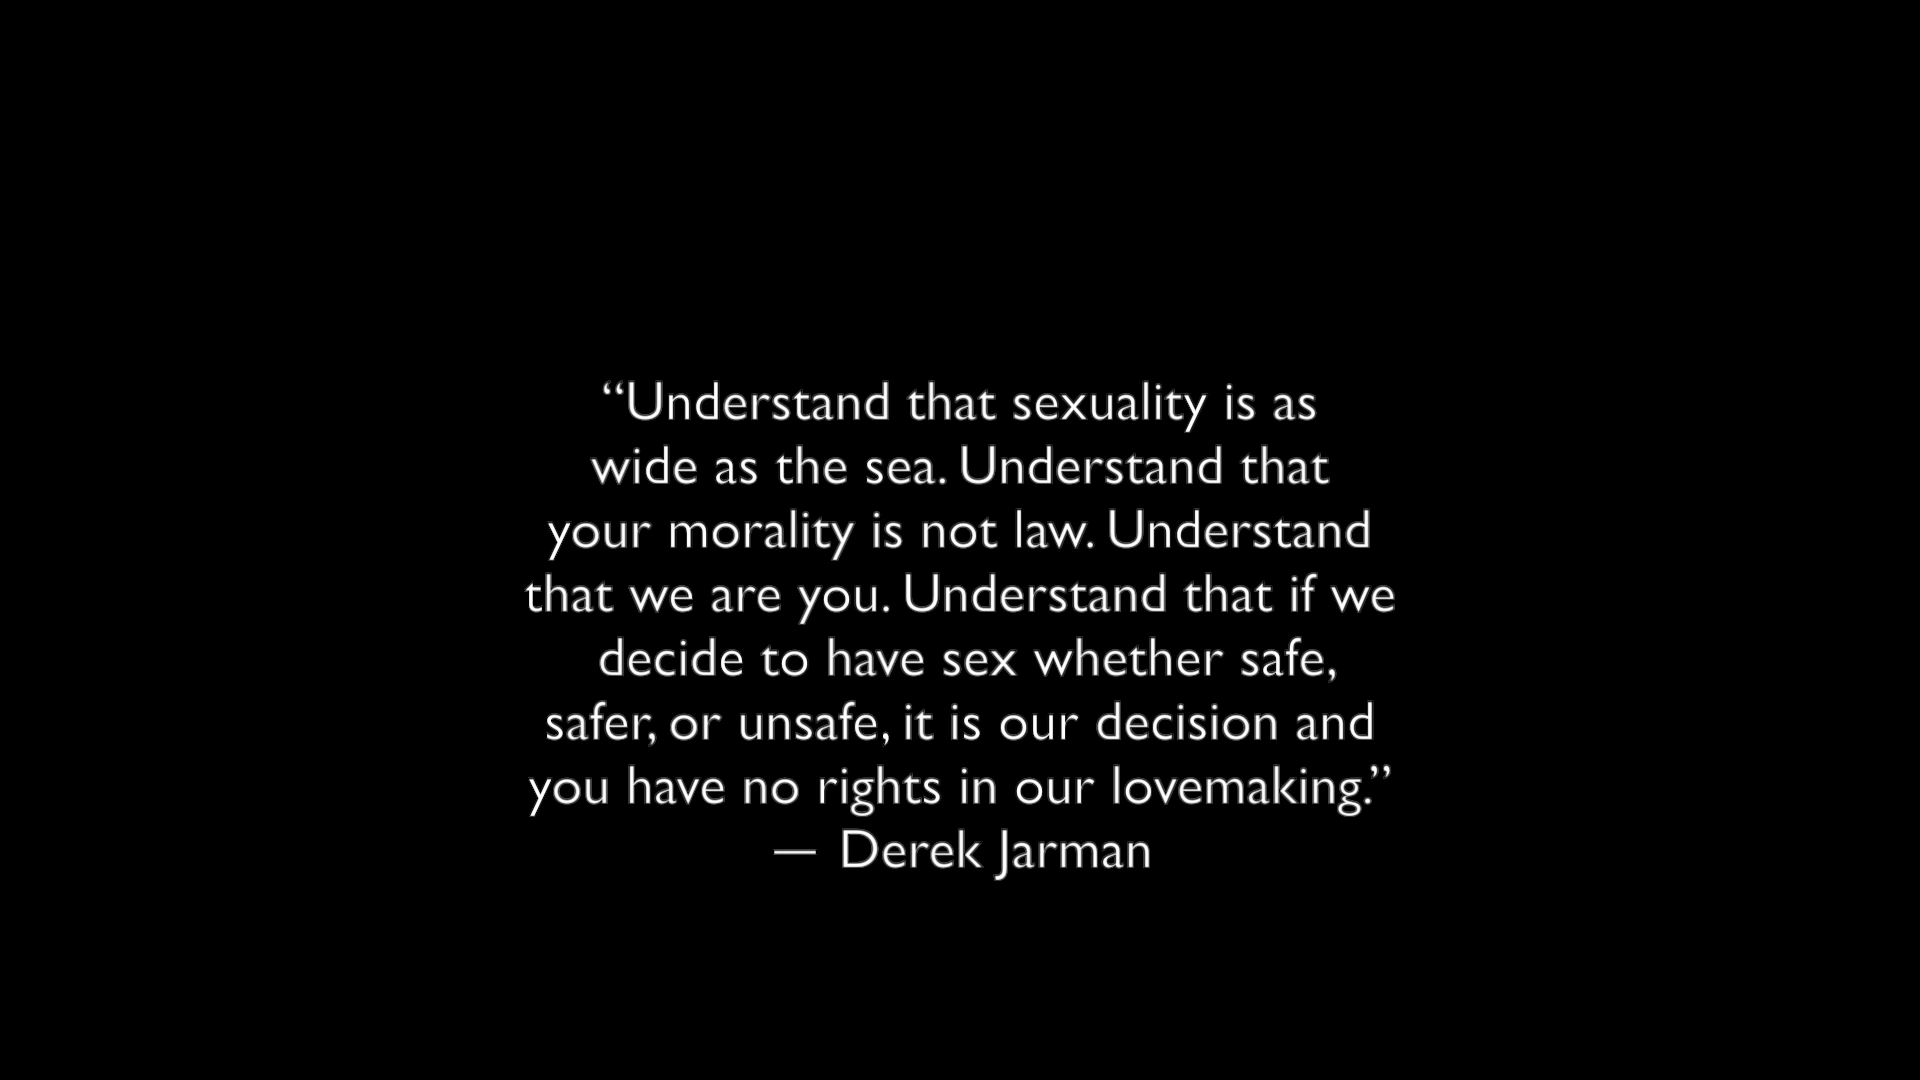 “Understand that sexuality is as
wide as the sea. Understand that
your morality is not law. Understand
that we are you. Understand that if we
decide to have sex whether safe,
safer, or unsafe, it is our decision and
you have no rights in our lovemaking.”
— Derek Jarman